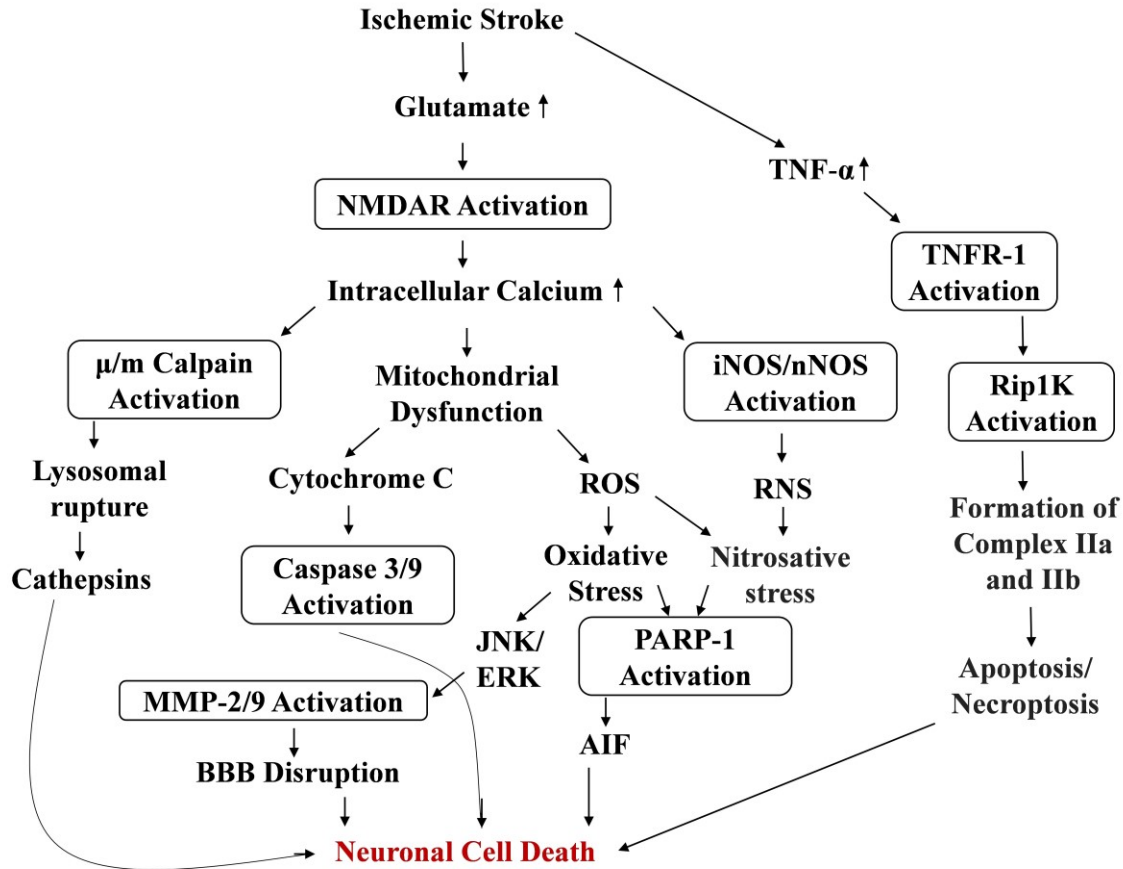 Ischemic Stroke
Glutamate ↑
TNF-α ↑
NMDAR Activation
TNFR-1
Activation
Intracellular Calcium ↑
μ/m Calpain
Activation
Mitochondrial
Dysfunction
iNOS/nNOS
Activation
Rip1K
Activation
Lysosomal
rupture
Cytochrome C
ROS
RNS
Formation of
Complex IIa
and IIb
Cathepsins
Caspase 3/9
Activation
Oxidative
Stress
Nitrosative
stress
JNK/
ERK
PARP-1
Activation
Apoptosis/
Necroptosis
MMP-2/9 Activation
AIF
BBB Disruption
Neuronal Cell Death